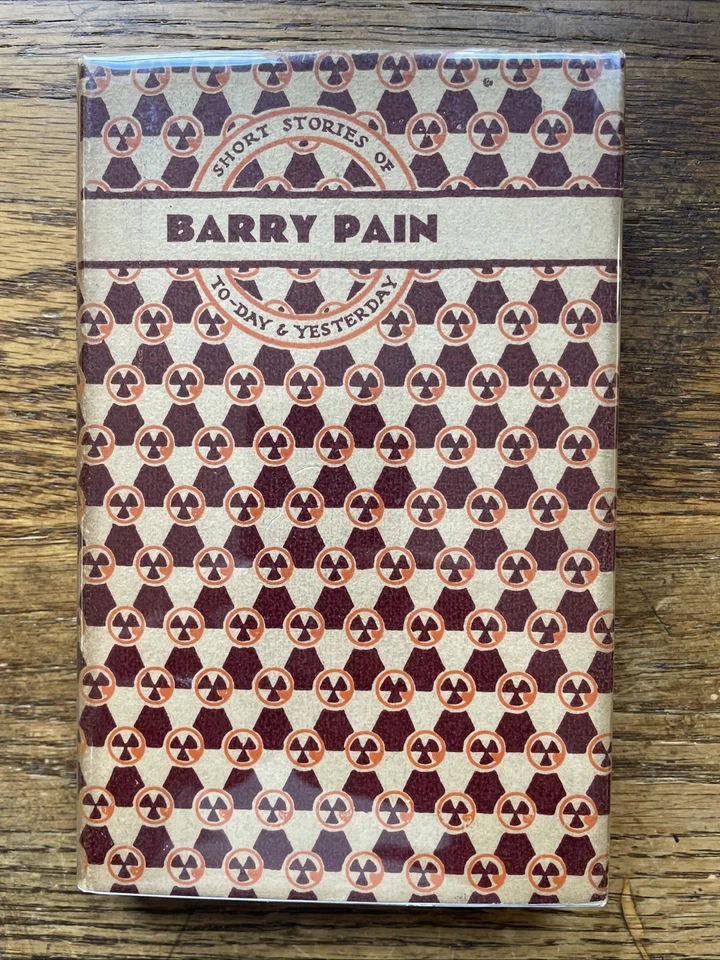 SHORT STORIES OF
BARRY PAIN
TO-DAY & YESTERDAY